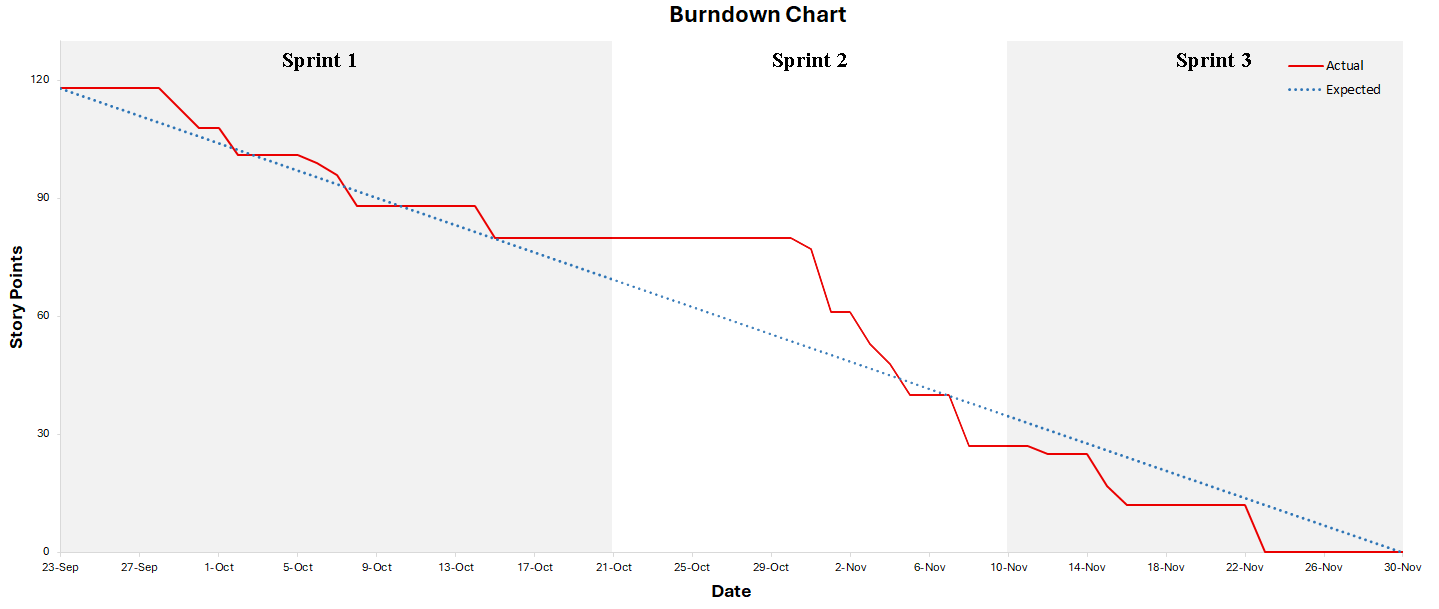 Burndown Chart
Sprint 1
Sprint 2
Sprint 3
Actual
Expected
120
90
60
30
0
Story Points
23-Sep 27-Sep 1-Oct 5-Oct 9-Oct 13-Oct 17-Oct 21-Oct 25-Oct 29-Oct 2-Nov 6-Nov 10-Nov 14-Nov 18-Nov 22-Nov 26-Nov 30-Nov
Date